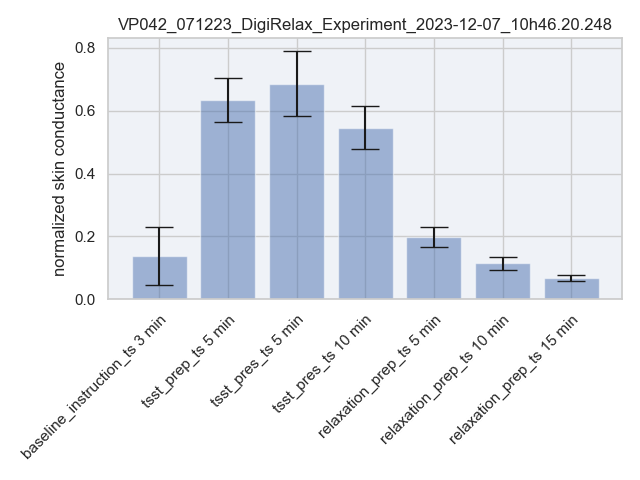 VP042_071223_DigiRelax_Experiment_2023-12-07_10h46.20.248
normalized skin conductance
0.8
0.6
0.4
0.2
0.0
baseline_instruction_ts 3 min
tsst_prep_ts 5 min
tsst_pres_ts 5 min
tsst_pres_ts 10 min
relaxation_prep_ts 5 min
relaxation_prep_ts 10 min
relaxation_prep_ts 15 min